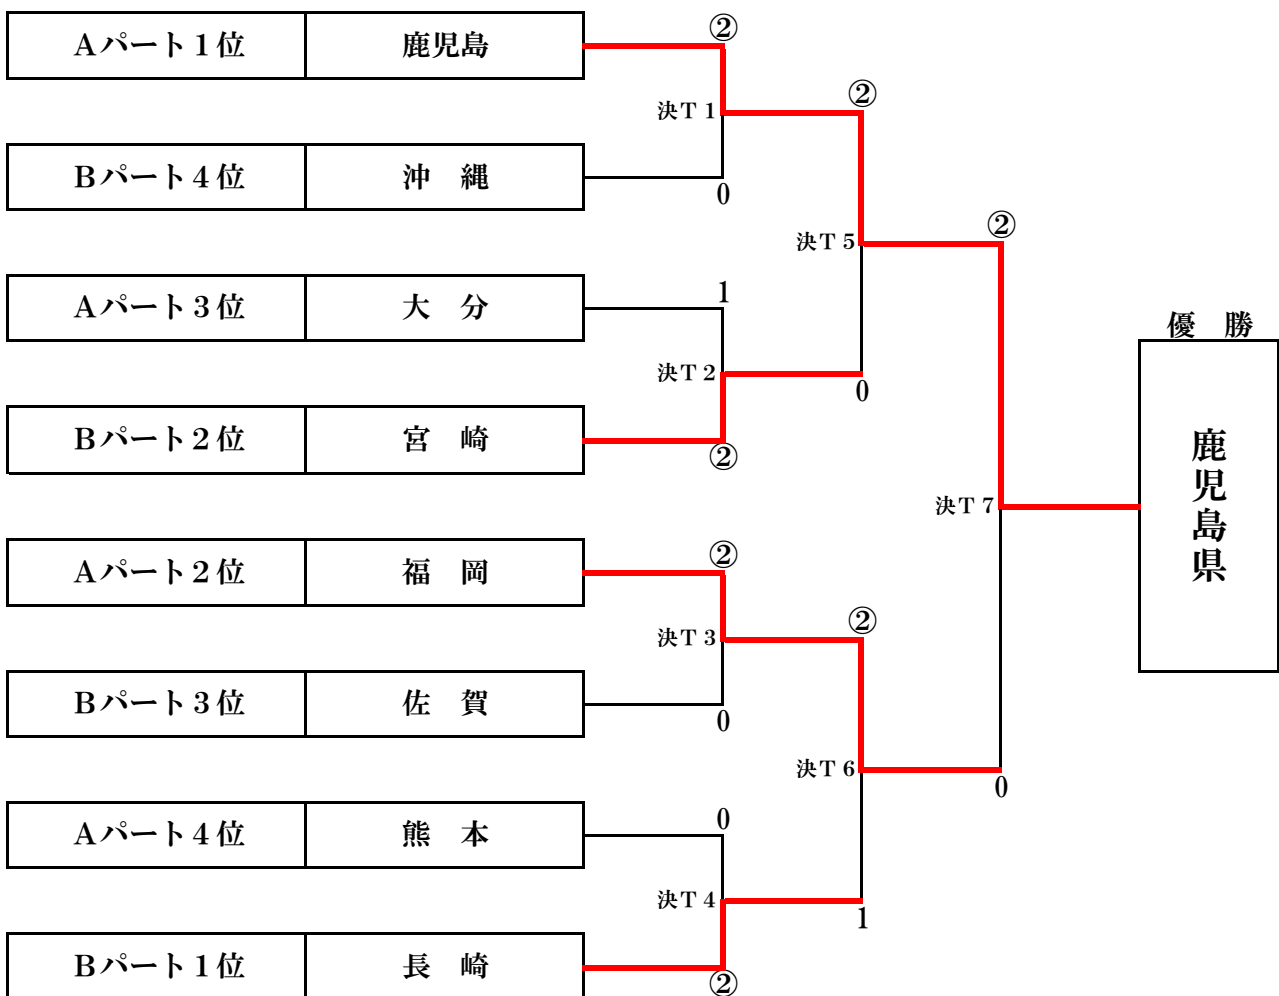 Aパート1位 鹿児島
②
決T1
②
Bパート4位 沖 縄
0
決T5
②
Aパート3位 大 分
1
決T2
0
Bパート2位 宮 崎
②
優 勝
鹿児島県
決T7
Aパート2位 福 岡
②
決T3
②
Bパート3位 佐 賀
0
決T6
0
Aパート4位 熊 本
0
決T4
1
Bパート1位 長 崎
②